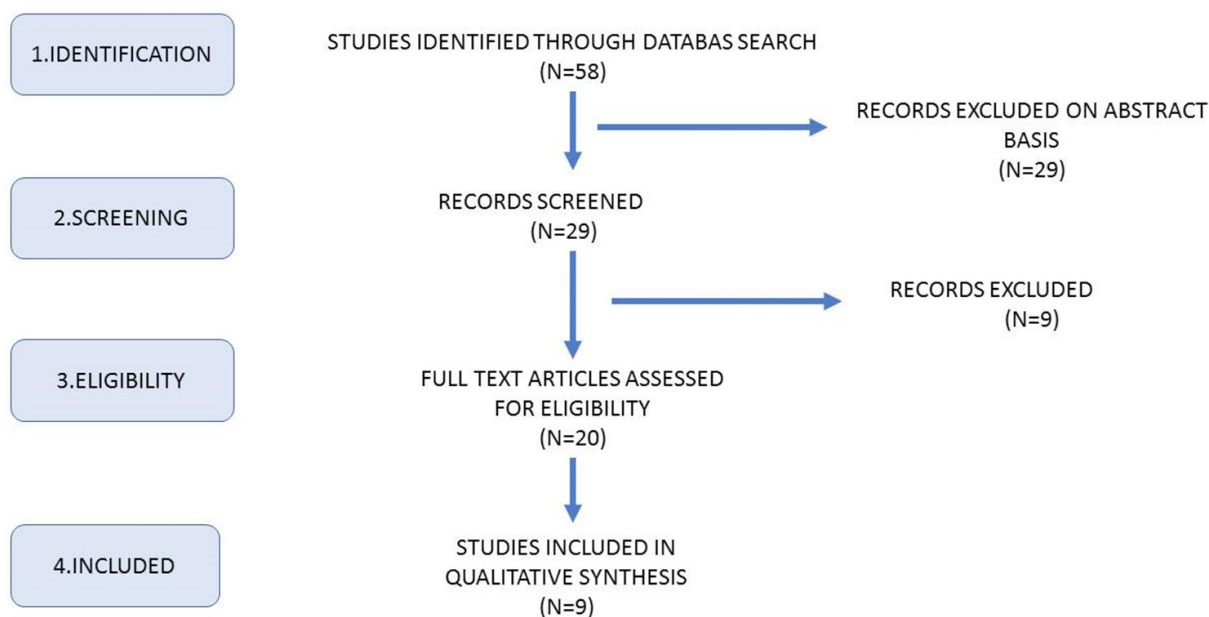 1.IDENTIFICATION
STUDIES IDENTIFIED THROUGH DATABAS SEARCH
(N=58)
RECORDS EXCLUDED ON ABSTRACT
BASIS
(N=29)
2.SCREENING
RECORDS SCREENED
(N=29)
RECORDS EXCLUDED
(N=9)
3.ELIGIBILITY
FULL TEXT ARTICLES ASSESSED
FOR ELIGIBILITY
(N=20)
4.INCLUDED
STUDIES INCLUDED IN
QUALITATIVE SYNTHESIS
(N=9)